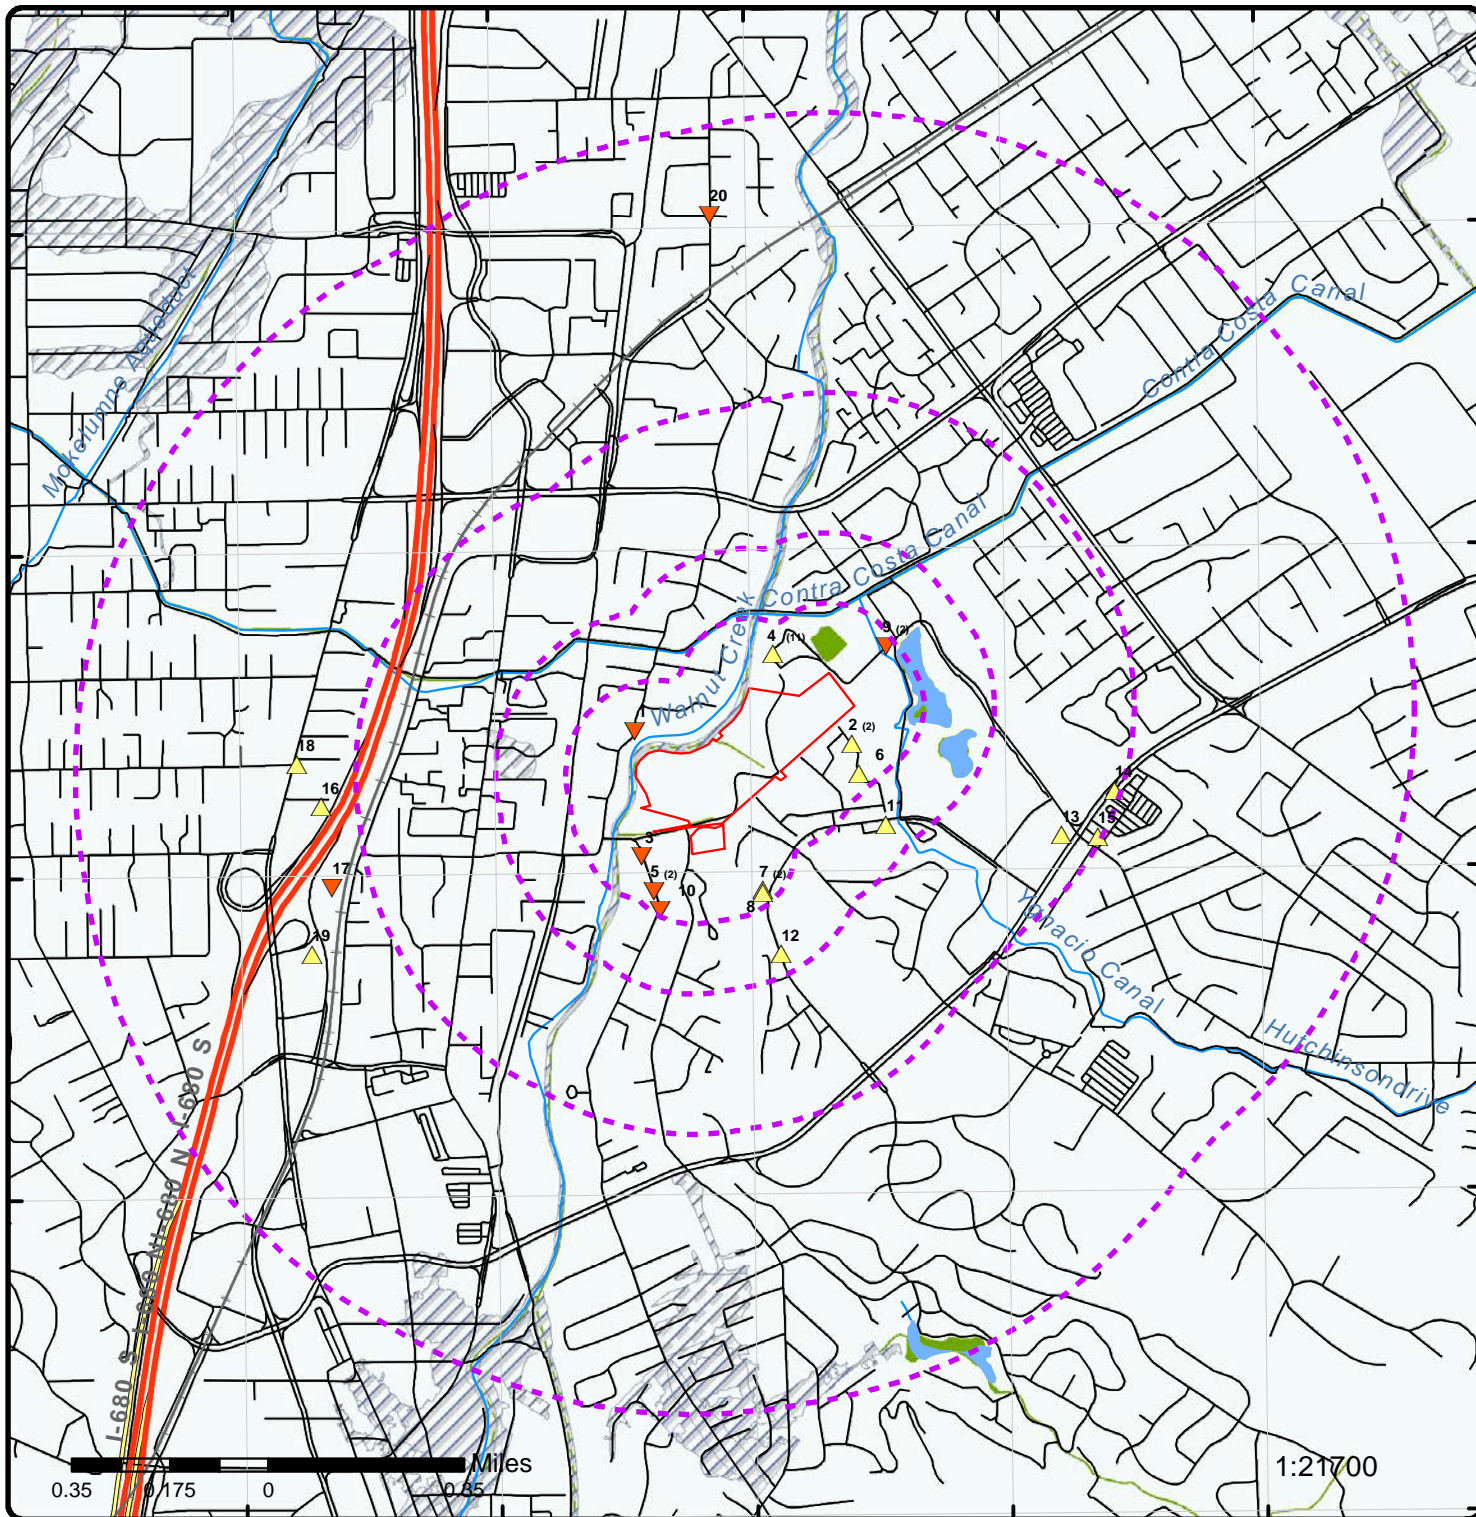 20
Contra Costa Canal
Mokelumne Aqueduct
Contra Costa Canal
4 (11)
9 (2)
Walnut Creek
1
2 (2)
6
18
16
14
11
13
15
3
17
5 (2)
10
7 (2)
8
19
12
Ygnacio Canal
Hutchinsondrive
I-680 S I-680 N I-680 N I-680 S
Miles
0.35 0.175 0 0.35
1:21700